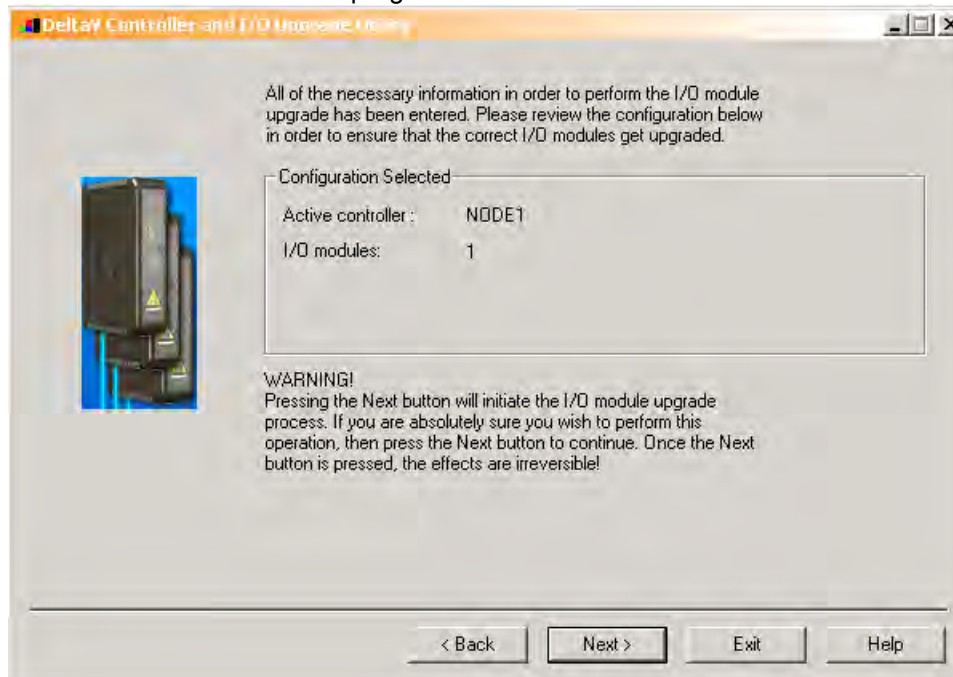 DeltaV Controller and I/O Upgrade Utility
All of the necessary information in order to perform the I/O module
upgrade has been entered. Please review the configuration below
in order to ensure that the correct I/O modules get upgraded.
Configuration Selected
Active controller : NODE1
I/O modules: 1
WARNING!
Pressing the Next button will initiate the I/O module upgrade
process. If you are absolutely sure you wish to perform this
operation, then press the Next button to continue. Once the Next
button is pressed, the effects are irreversible!
< Back Next > Exit Help